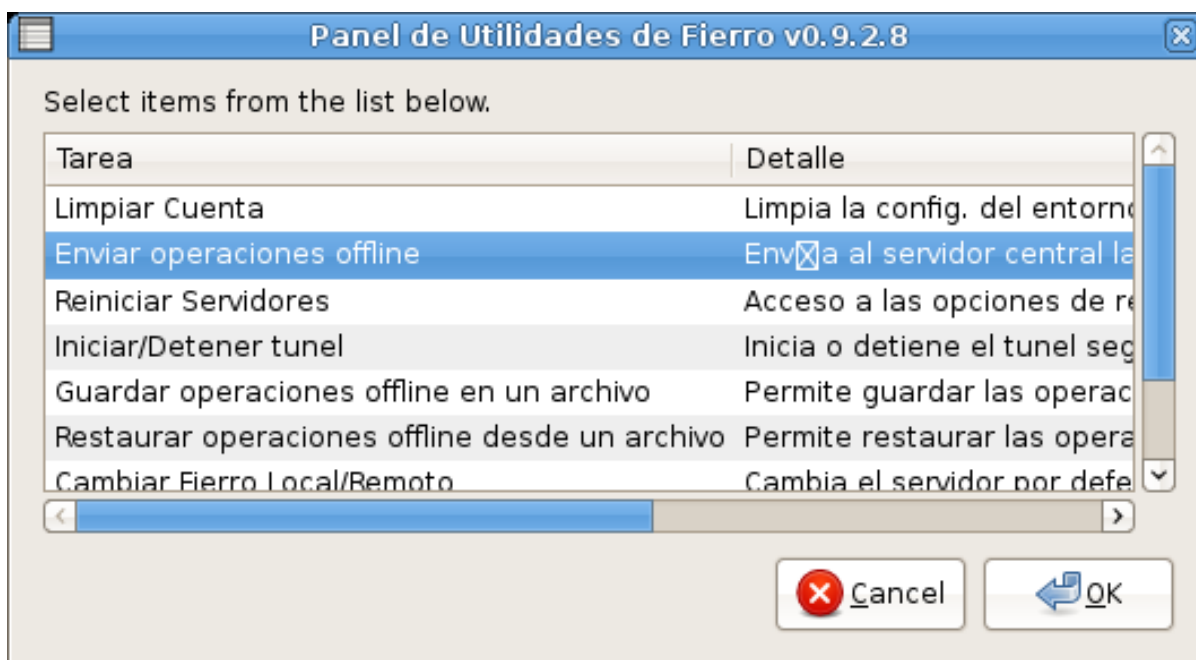 Panel de Utilidades de Fierro v0.9.2.8
Select items from the list below.
Tarea Detalle
Limpiar Cuenta Limpia la config. del entorno
Enviar operaciones offline Env☒a al servidor central la
Reiniciar Servidores Acceso a las opciones de re
Iniciar/Detener tunel Inicia o detiene el tunel seg
Guardar operaciones offline en un archivo Permite guardar las operac
Restaurar operaciones offline desde un archivo Permite restaurar las opera
Cambiar Fierro Local/Remoto Cambia el servidor por defe
Cancel OK